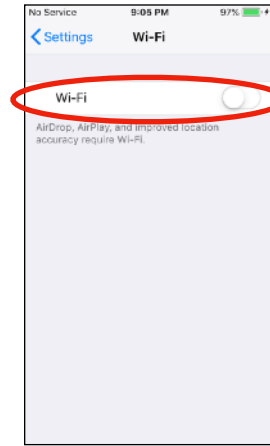 No Service 9:05 PM 97%
Settings Wi-Fi
Wi-Fi
AirDrop, AirPlay, and improved location
accuracy require Wi-Fi.